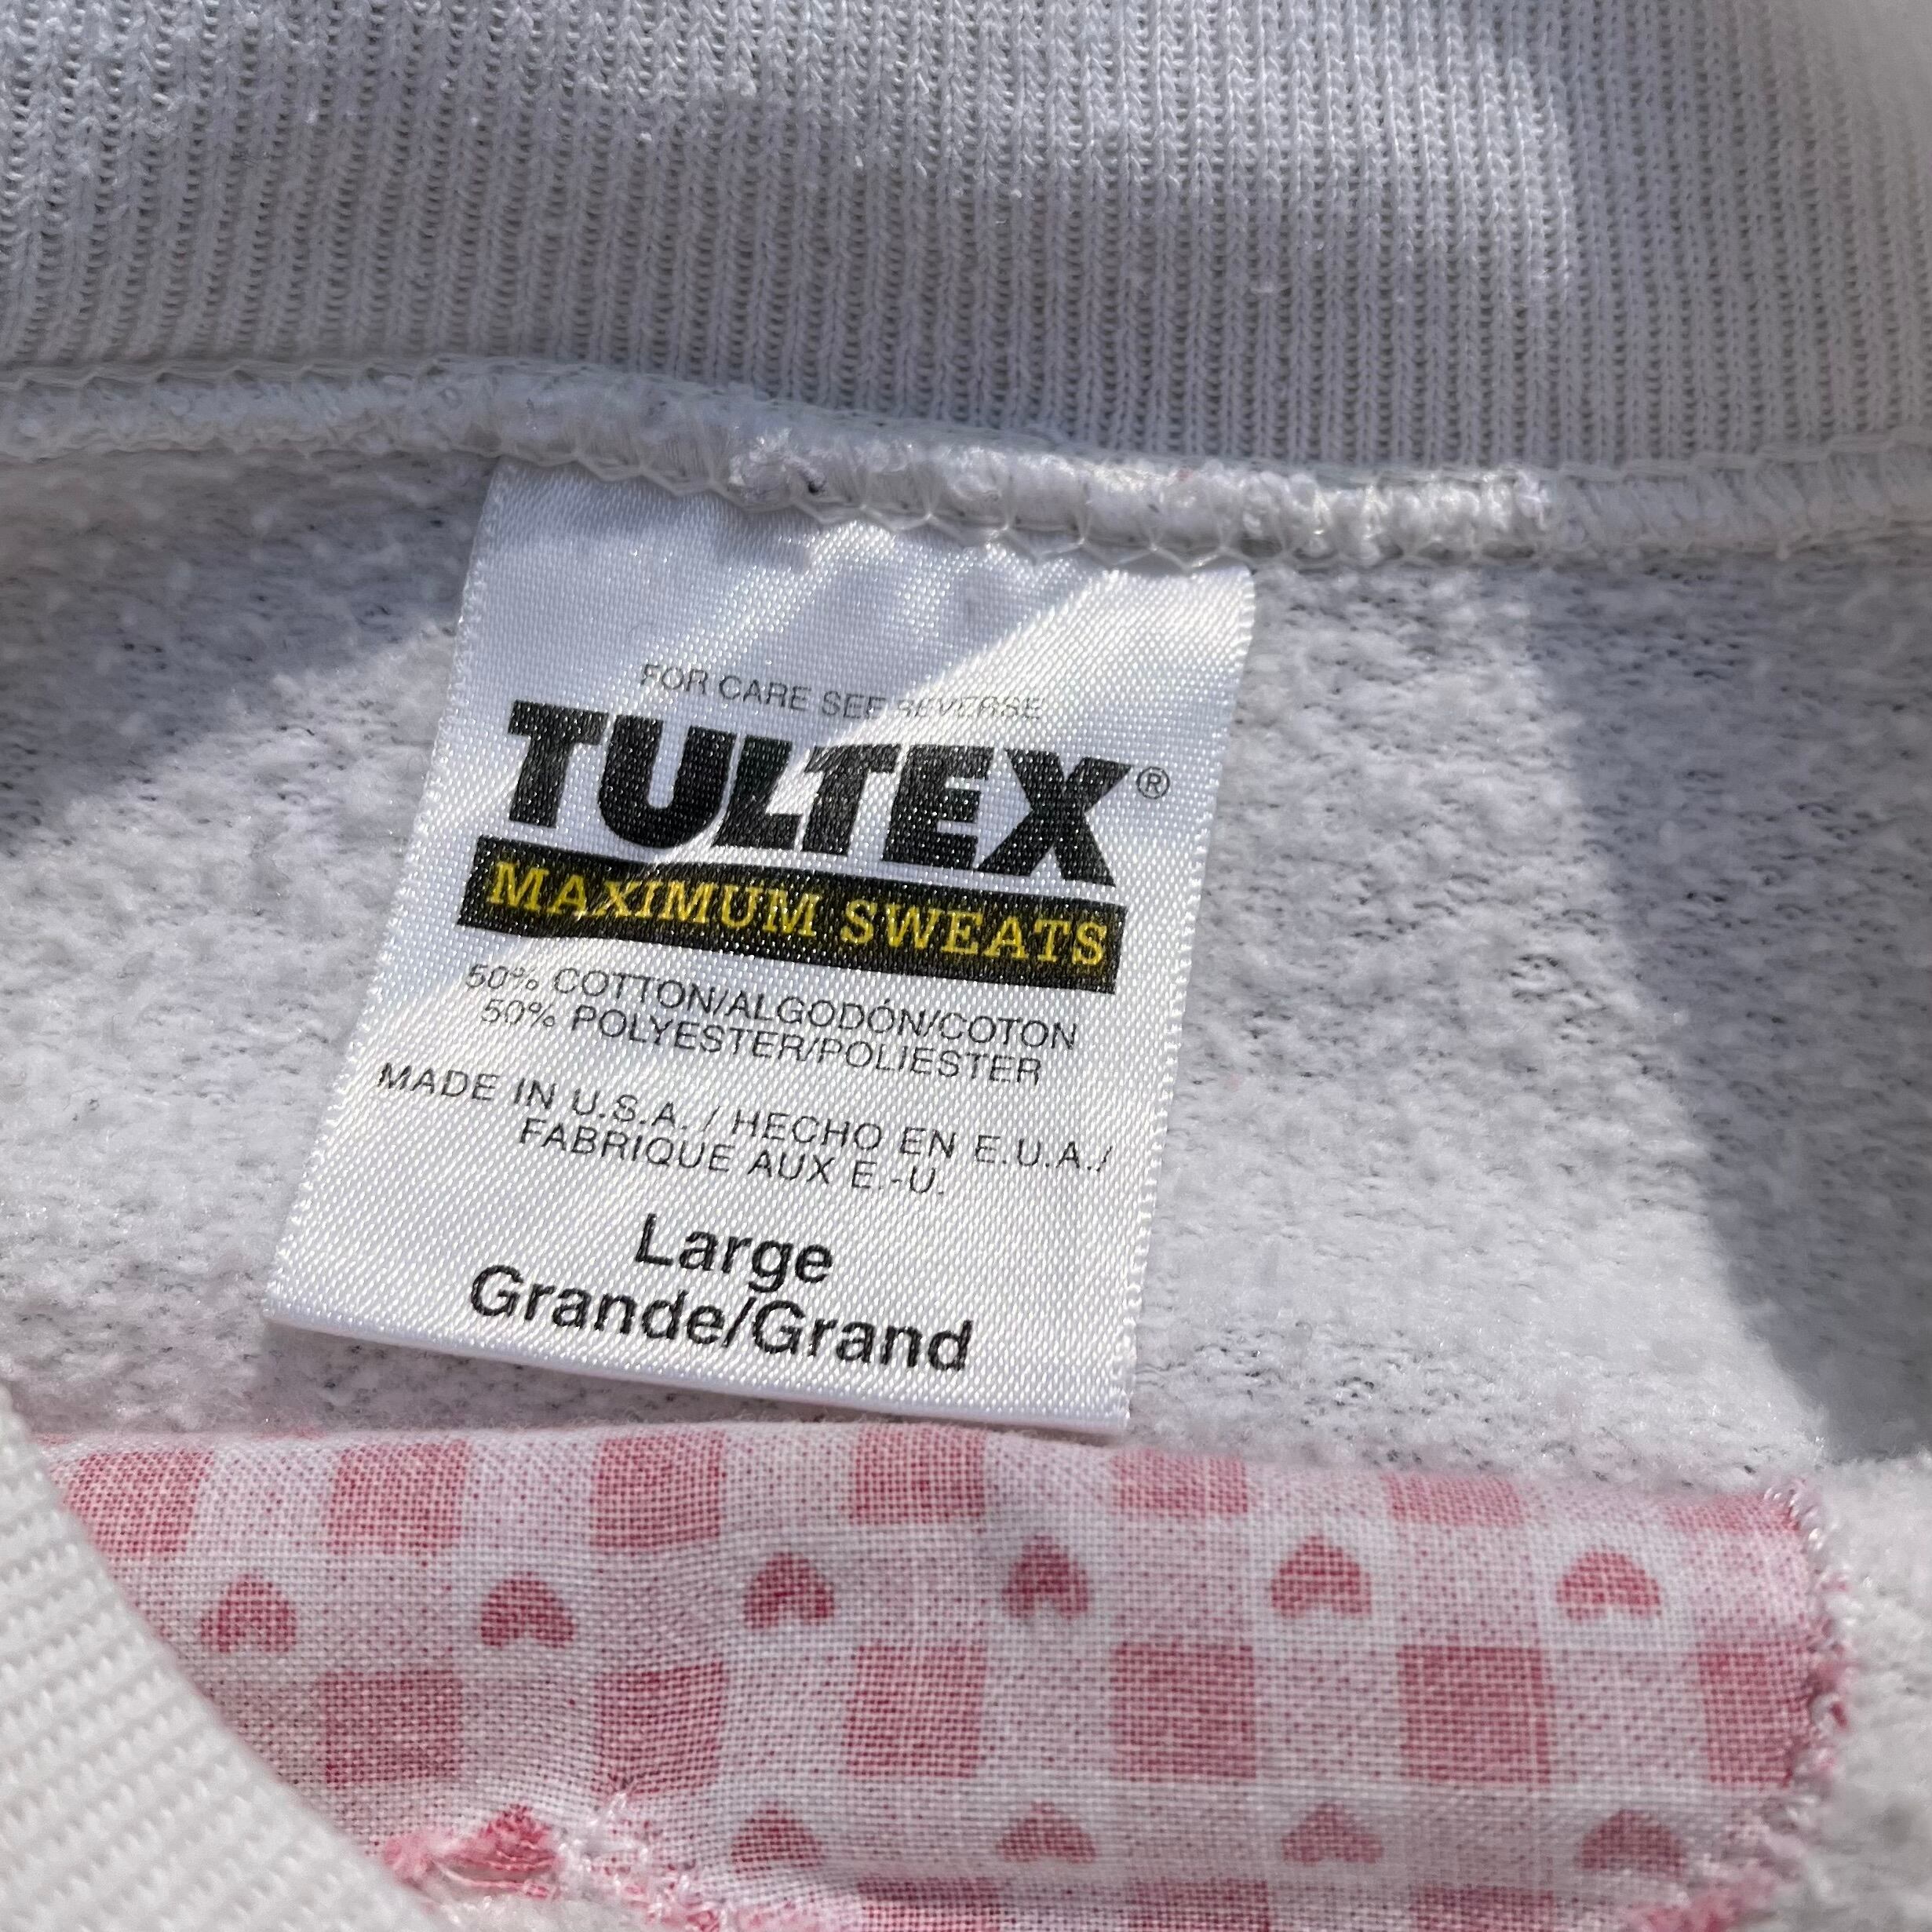 FOR CARE SEE REVERSE
TULTEX®
MAXIMUM SWEATS
50% COTTON/ALGODÓN/COTON
50% POLYESTER/POLIESTER
MADE IN U.S.A. / HECHO EN E.U.A./
FABRIQUE AUX E.-U.
Large
Grande/Grand